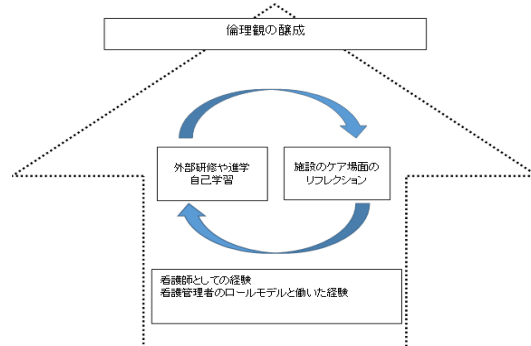 倫理観の醸成
外部研修や進学
自己学習
施設のケア場面の
リフレクション
看護師としての経験
看護管理者のロールモデルと働いた経験